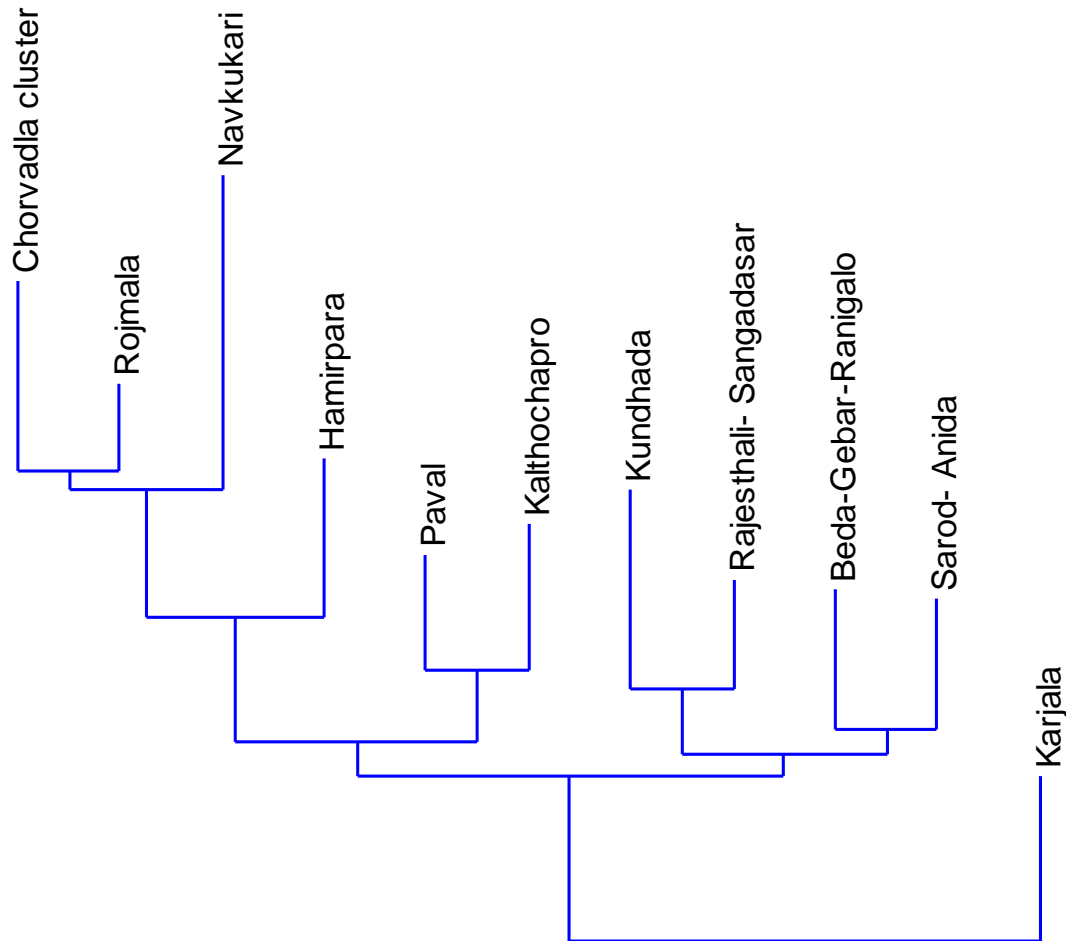 Chorvadla cluster
Rojmala
Navkukari
Hamirpara
Paval
Kalthochapro
Kundhada
Rajesthali- Sangadasar
Beda-Gebar-Ranigalo
Sarod- Anida
Karjala